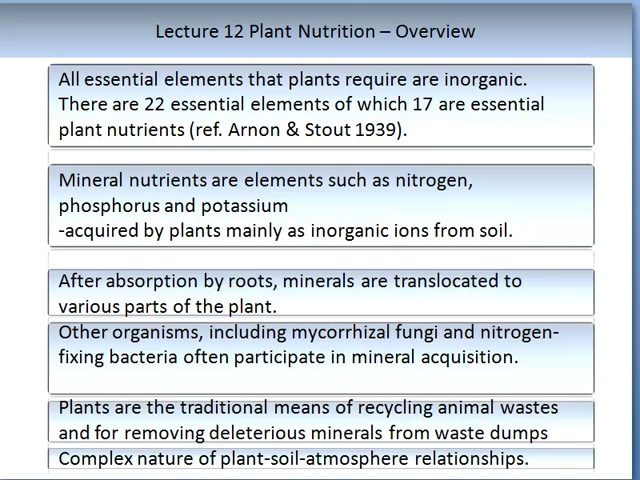 Lecture 12 Plant Nutrition – Overview
All essential elements that plants require are inorganic.
There are 22 essential elements of which 17 are essential
plant nutrients (ref. Arnon & Stout 1939).
Mineral nutrients are elements such as nitrogen,
phosphorus and potassium
-acquired by plants mainly as inorganic ions from soil.
After absorption by roots, minerals are translocated to
various parts of the plant.
Other organisms, including mycorrhizal fungi and nitrogen-
fixing bacteria often participate in mineral acquisition.
Plants are the traditional means of recycling animal wastes
and for removing deleterious minerals from waste dumps
Complex nature of plant-soil-atmosphere relationships.